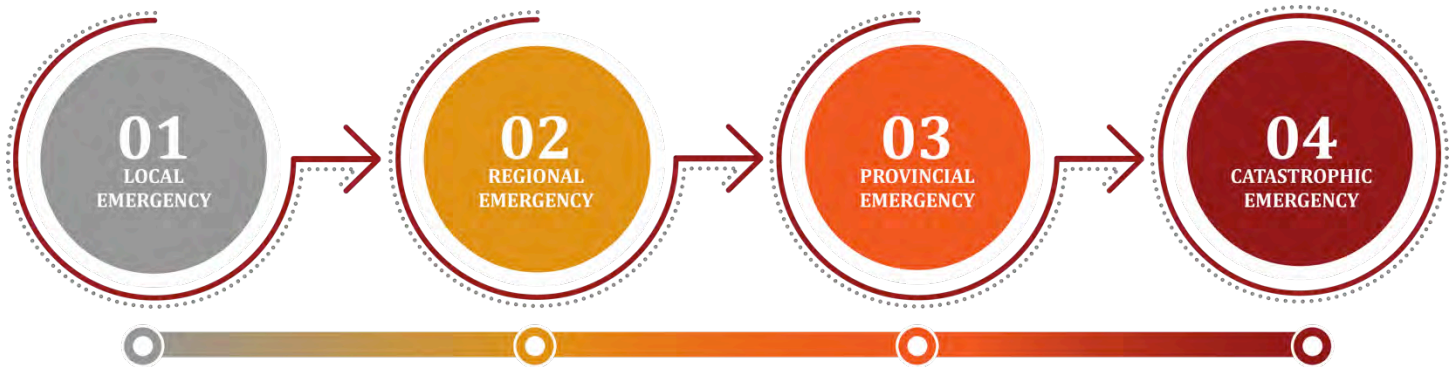 01
LOCAL
EMERGENCY
02
REGIONAL
EMERGENCY
03
PROVINCIAL
EMERGENCY
04
CATASTROPHIC
EMERGENCY